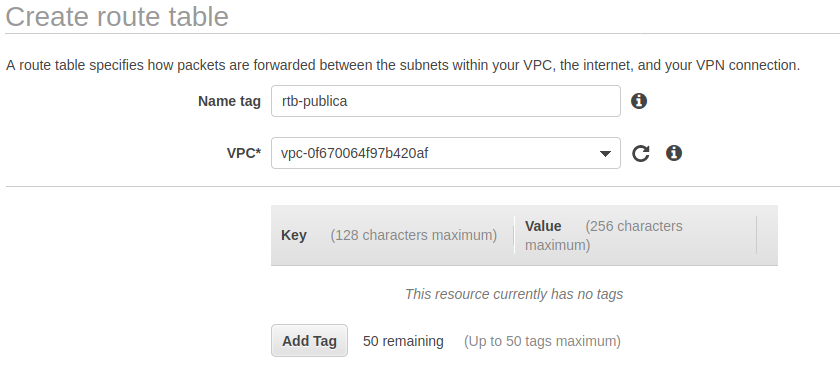 Create route table
A route table specifies how packets are forwarded between the subnets within your VPC, the internet, and your VPN connection.
Name tag rtb-publica
VPC* vpc-0f670064f97b420af
Key (128 characters maximum) Value (256 characters
maximum)
This resource currently has no tags
Add Tag 50 remaining (Up to 50 tags maximum)